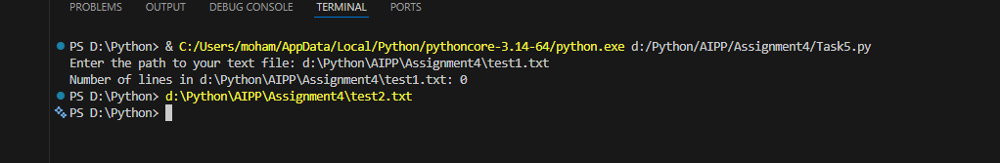 PROBLEMS OUTPUT DEBUG CONSOLE TERMINAL PORTS
PS D:\Python> & C:/Users/moham/AppData/Local/Python/pythoncore-3.14-64/python.exe d:/Python/AIPP/Assignment4/Task5.py
Enter the path to your text file: d:\Python\AIPP\Assignment4\test1.txt
Number of lines in d:\Python\AIPP\Assignment4\test1.txt: 0
PS D:\Python> d:\Python\AIPP\Assignment4\test2.txt
PS D:\Python>